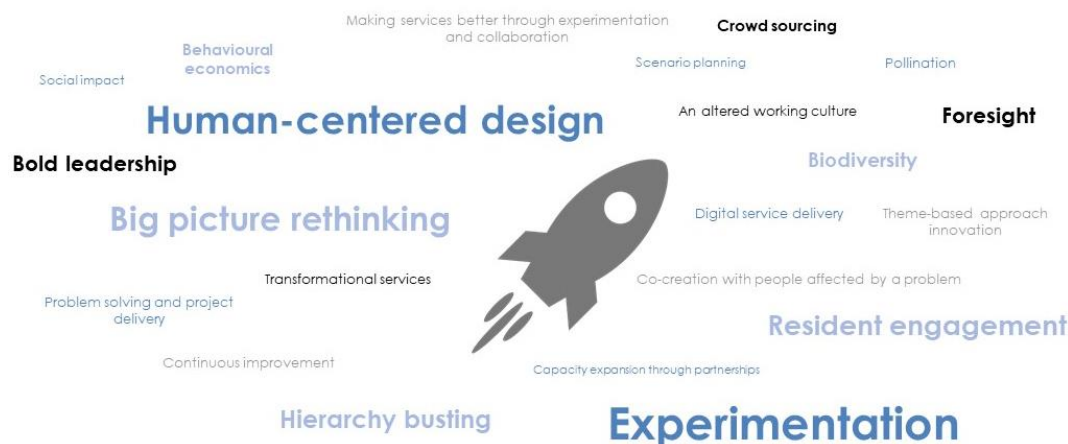 Making services better through experimentation
and collaboration
Crowd sourcing
Behavioural
economics
Scenario planning
Pollination
Social impact
Human-centered design
An altered working culture
Foresight
Bold leadership
Biodiversity
Big picture rethinking
Digital service delivery
Theme-based approach
innovation
Transformational services
Co-creation with people affected by a problem
Problem solving and project
delivery
Resident engagement
Continuous improvement
Capacity expansion through partnerships
Hierarchy busting
Experimentation